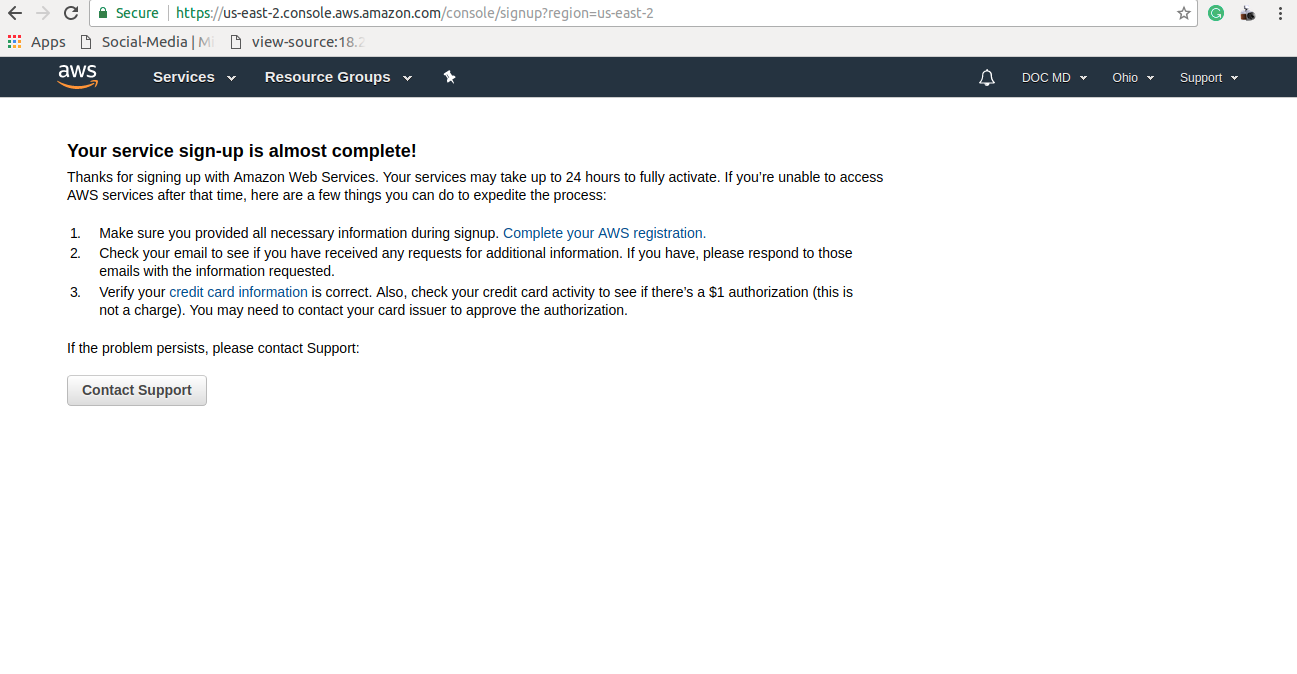 Secure https://us-east-2.console.aws.amazon.com/console/signup?region=us-east-2
Apps Social-Media | Mi view-source:18.2
aws Services Resource Groups DOC MD Ohio Support
Your service sign-up is almost complete!
Thanks for signing up with Amazon Web Services. Your services may take up to 24 hours to fully activate. If you’re unable to access
AWS services after that time, here are a few things you can do to expedite the process:
1. Make sure you provided all necessary information during signup. Complete your AWS registration.
2. Check your email to see if you have received any requests for additional information. If you have, please respond to those
emails with the information requested.
3. Verify your credit card information is correct. Also, check your credit card activity to see if there’s a $1 authorization (this is
not a charge). You may need to contact your card issuer to approve the authorization.
If the problem persists, please contact Support:
Contact Support